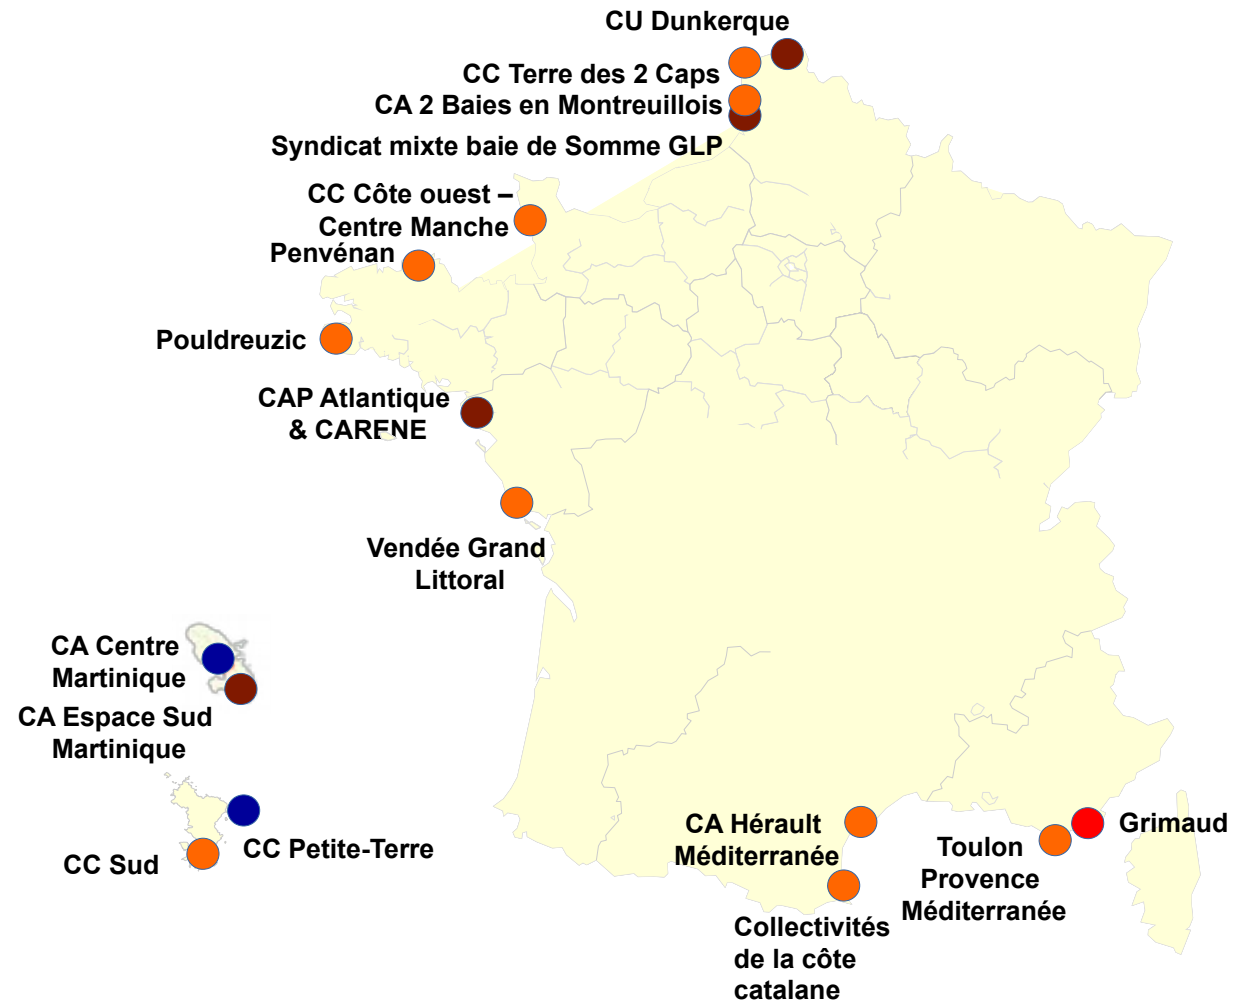 CU Dunkerque
CC Terre des 2 Caps
CA 2 Baies en Montreuillois
Syndicat mixte baie de Somme GLP
CC Côte ouest –
Centre Manche
Penvénan
Pouldreuzic
CAP Atlantique
& CARENE
Vendée Grand
Littoral
CA Centre
Martinique
CA Espace Sud
Martinique
CC Petite-Terre
CC Sud
CA Hérault
Méditerranée
Collectivités
de la côte
catalane
Toulon
Provence
Méditerranée
Grimaud